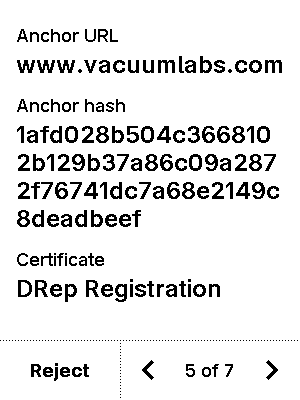 Anchor URL
www.vacuumlabs.com
Anchor hash
1afd028b504c366810
2b129b37a86c09a287
2f76741dc7a68e2149c
8deadbeef
Certificate
DRep Registration
Reject
5 of 7